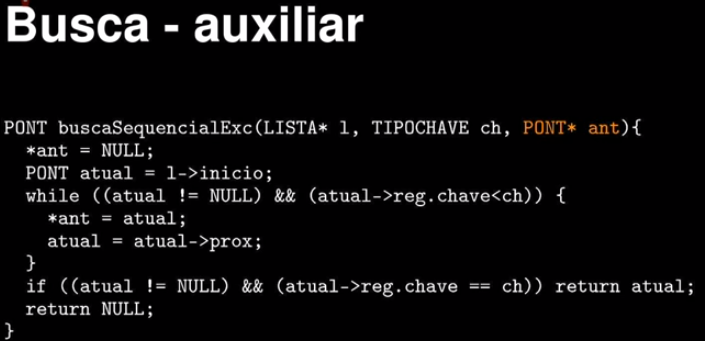 Busca - auxiliar
PONT buscaSequencialExc(LISTA* l, TIPOCHAVE ch, PONT* ant){
*ant = NULL;
PONT atual = l->inicio;
while ((atual != NULL) && (atual->reg.chave<ch)) {
*ant = atual;
atual = atual->prox;
}
if ((atual != NULL) && (atual->reg.chave == ch)) return atual;
return NULL;
}